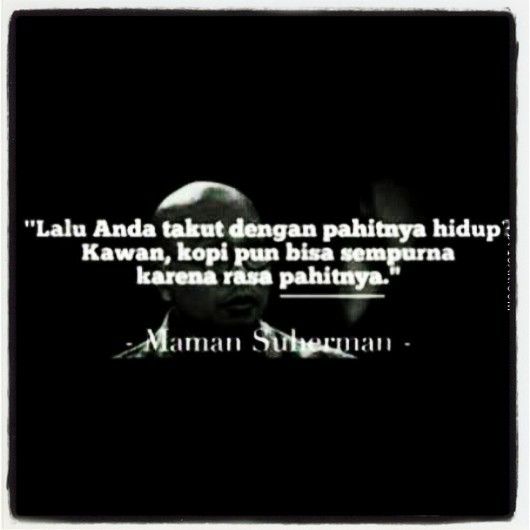 "Lalu Anda takut dengan pahitnya hidup?
Kawan, kopi pun bisa sempurna
karena rasa pahitnya."
- Maman Suherman -